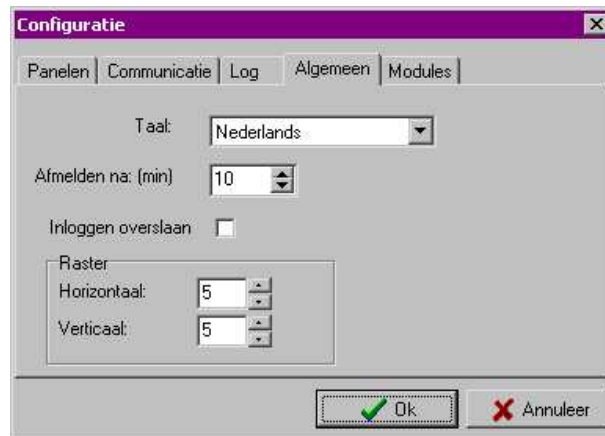 Configuratie
Panelen Communicatie Log Algemeen Modules
Taal: Nederlands
Afmelden na: (min) 10
Inloggen overslaan
Raster
Horizontaal: 5
Verticaal: 5
Ok Annuleer